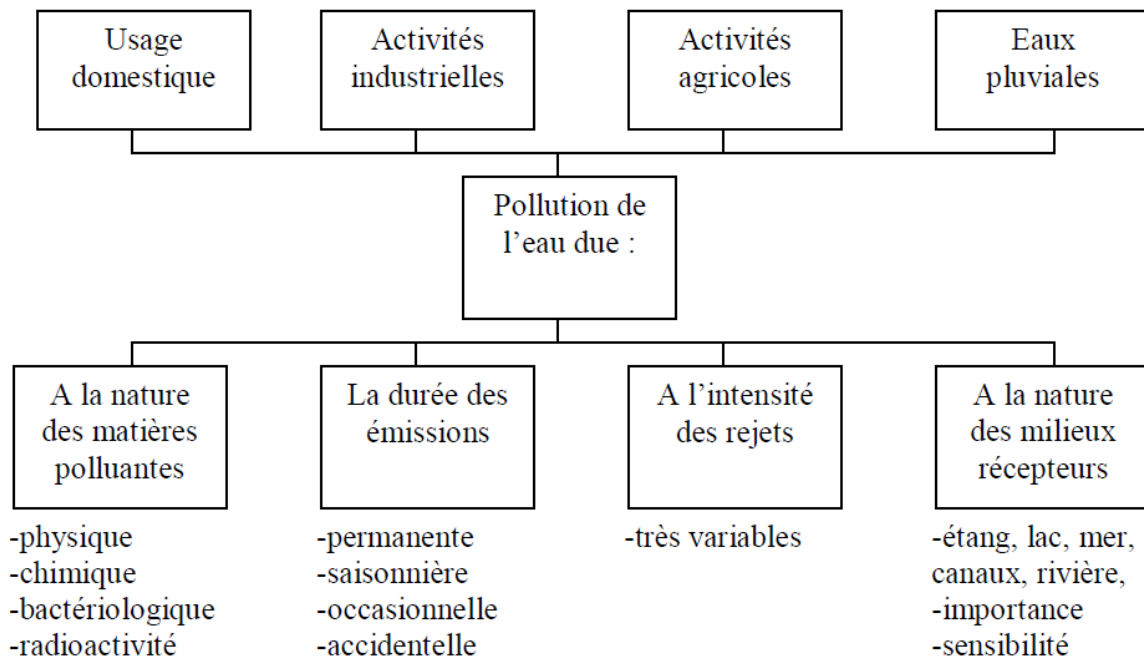 Usage
domestique
Activités
industrielles
Activités
agricoles
Eaux
pluviales
Pollution de
l’eau due :
A la nature
des matières
polluantes
La durée des
émissions
A l’intensité
des rejets
A la nature
des milieux
récepteurs
-physique
-chimique
-bactériologique
-radioactivité
-permanente
-saisonnière
-occasionnelle
-accidentelle
-très variables
-étang, lac, mer,
canaux, rivière,
-importance
-sensibilité